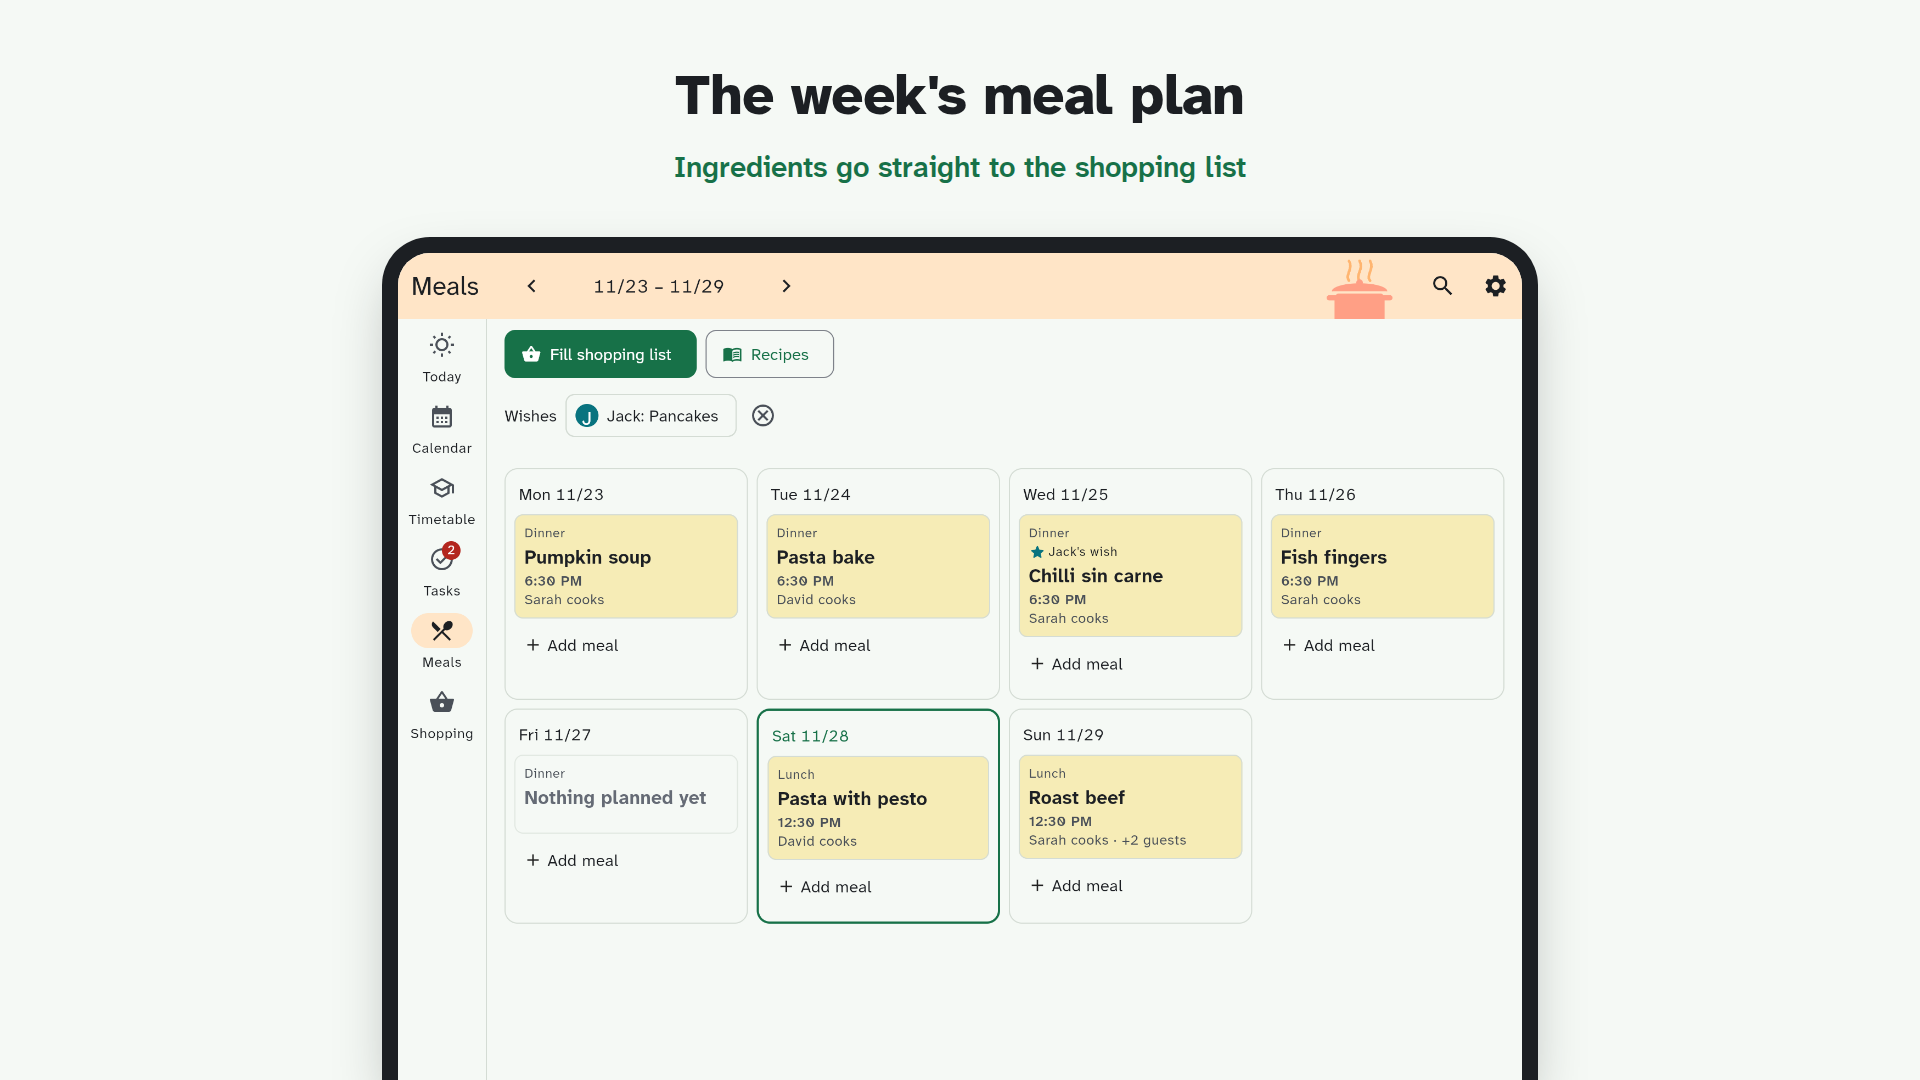 The week's meal plan
Ingredients go straight to the shopping list
Meals
11/23 – 11/29
Today
Calendar
Timetable
2
Tasks
Meals
Shopping
Fill shopping list
Recipes
Wishes
J
Jack: Pancakes
Mon 11/23
Dinner
Pumpkin soup
6:30 PM
Sarah cooks
Add meal
Tue 11/24
Dinner
Pasta bake
6:30 PM
David cooks
Add meal
Wed 11/25
Dinner
Jack's wish
Chilli sin carne
6:30 PM
Sarah cooks
Add meal
Thu 11/26
Dinner
Fish fingers
6:30 PM
Sarah cooks
Add meal
Fri 11/27
Dinner
Nothing planned yet
Add meal
Sat 11/28
Lunch
Pasta with pesto
12:30 PM
David cooks
Add meal
Sun 11/29
Lunch
Roast beef
12:30 PM
Sarah cooks · +2 guests
Add meal